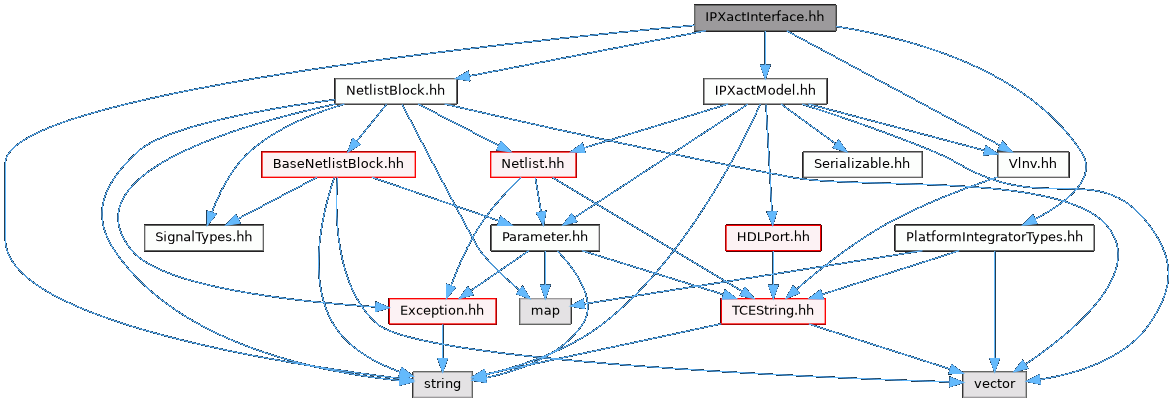 IPXactInterface.hh
NetlistBlock.hh
IPXactModel.hh
BaseNetlistBlock.hh
Netlist.hh
Serializable.hh
Vlnv.hh
SignalTypes.hh
Parameter.hh
HDLPort.hh
PlatformIntegratorTypes.hh
Exception.hh
map
TCEString.hh
string
vector